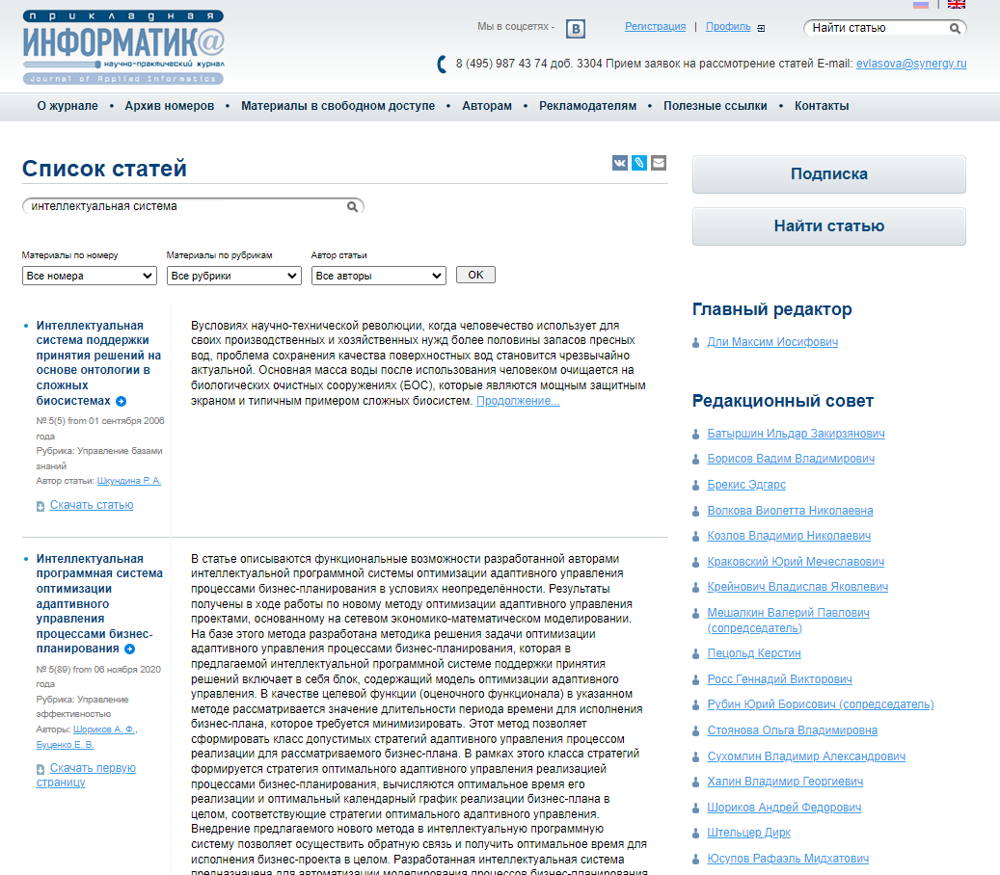 прикладная
ИНФОРМАТИК@
научно-практический журнал
Journal of Applied Informatics
Мы в соцсетях -
B
Регистрация | Профиль
Найти статью
8 (495) 987 43 74 доб. 3304 Прием заявок на рассмотрение статей E-mail: evlasova@synergy.ru
О журнале • Архив номеров • Материалы в свободном доступе • Авторам • Рекламодателям • Полезные ссылки • Контакты
Список статей
интеллектуальная система
Материалы по номеру
Материалы по рубрикам
Автор статьи
Все номера
Все рубрики
Все авторы
OK
Интеллектуальная
система поддержки
принятия решений на
основе онтологии в
сложных
биосистемах
№ 5(5) from 01 сентября 2006
года
Рубрика: Управление базами
знаний
Автор статьи: Шкундина Р. А.
Скачать статью
Вусловиях научно-технической революции, когда человечество использует для
своих производственных и хозяйственных нужд более половины запасов пресных
вод, проблема сохранения качества поверхностных вод становится чрезвычайно
актуальной. Основная масса воды после использования человеком очищается на
биологических очистных сооружениях (БОС), которые являются мощным защитным
экраном и типичным примером сложных биосистем. Продолжение...
Интеллектуальная
программная система
оптимизации
адаптивного
управления
процессами бизнес-
планирования
№ 5(89) from 06 ноября 2020
года
Рубрика: Управление
эффективностью
Авторы: Шориков А. Ф.,
Буценко Е. В.
Скачать первую
страницу
В статье описываются функциональные возможности разработанной авторами
интеллектуальной программной системы оптимизации адаптивного управления
процессами бизнес-планирования в условиях неопределённости. Результаты
получены в ходе работы по новому методу оптимизации адаптивного управления
проектами, основанному на сетевом экономико-математическом моделировании.
На базе этого метода разработана методика решения задачи оптимизации
адаптивного управления процессами бизнес-планирования, которая в
предлагаемой интеллектуальной программной системе поддержки принятия
решений включает в себя блок, содержащий модель оптимизации адаптивного
управления. В качестве целевой функции (оценочного функционала) в указанном
методе рассматривается значение длительности периода времени для исполнения
бизнес-плана, которое требуется минимизировать. Этот метод позволяет
сформировать класс допустимых стратегий адаптивного управления процессом
реализации для рассматриваемого бизнес-плана. В рамках этого класса стратегий
формируется стратегия оптимального адаптивного управления реализацией
процессами бизнес-планирования, вычисляются оптимальное время его
реализации и оптимальный календарный график реализации бизнес-плана в
целом, соответствующие стратегии оптимального адаптивного управления.
Внедрение предлагаемого нового метода в интеллектуальную программную
систему позволяет осуществить обратную связь и получить оптимальное время для
исполнения бизнес-проекта в целом. Разработанная интеллектуальная система
предназначена для автоматизации моделирования процессов бизнес-планирования
Подписка
Найти статью
Главный редактор
Дли Максим Иосифович
Редакционный совет
Батыршин Ильдар Закирзянович
Борисов Вадим Владимирович
Брекис Эдгарс
Волкова Виолетта Николаевна
Козлов Владимир Николаевич
Краковский Юрий Мечеславович
Крейнович Владислав Яковлевич
Мешалкин Валерий Павлович
(сопредседатель)
Пецольд Керстин
Росс Геннадий Викторович
Рубин Юрий Борисович (сопредседатель)
Стоянова Ольга Владимировна
Сухомлин Владимир Александрович
Халин Владимир Георгиевич
Шориков Андрей Федорович
Штельцер Дирк
Юсупов Рафаэль Мидхатович